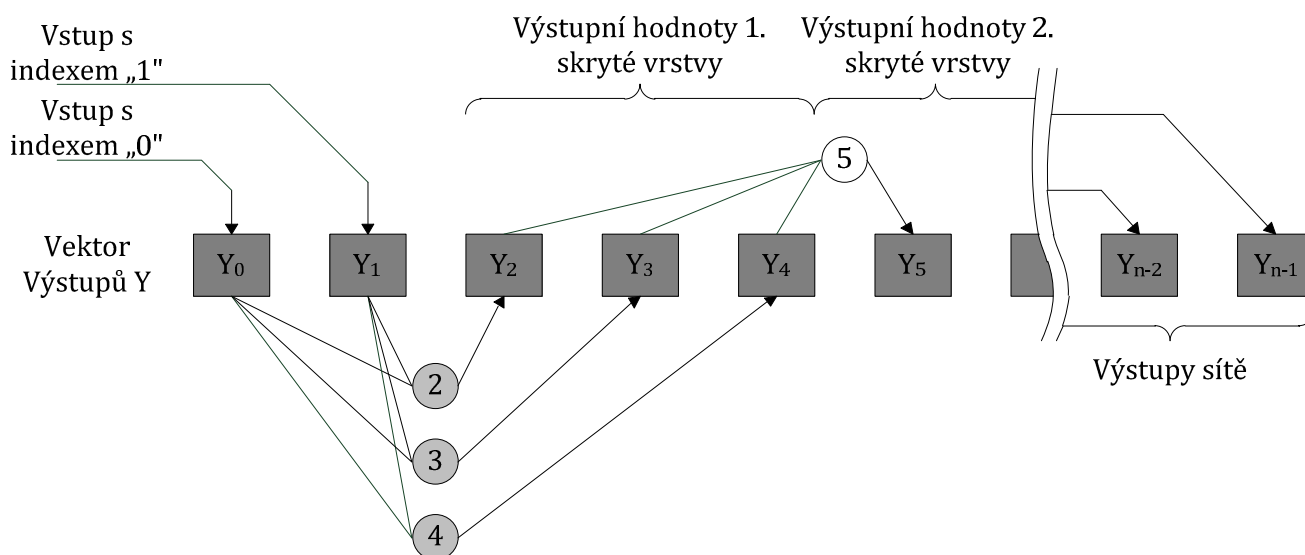 Vstup s
indexem „1"
Vstup s
indexem „0"
Výstupní hodnoty 1.
skryté vrstvy
Výstupní hodnoty 2.
skryté vrstvy
5
Vektor
Výstupů Y
Y0
Y1
Y2
Y3
Y4
Y5
Yn-2
Yn-1
2
3
4
Výstupy sítě